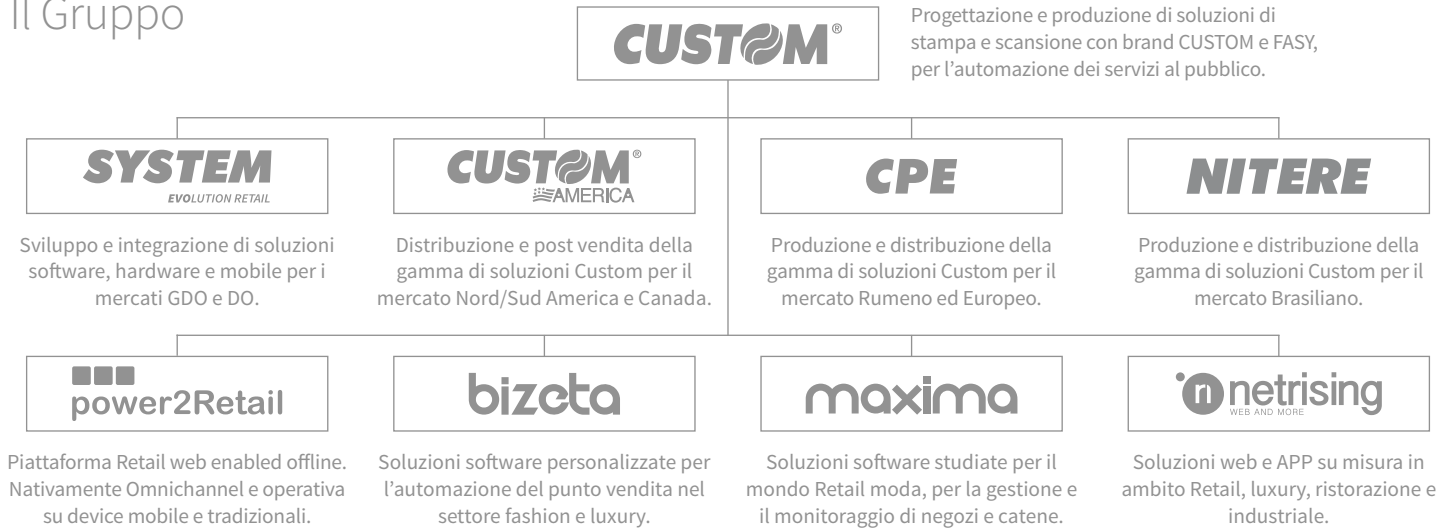 Il Gruppo
CUSTOM®
Progettazione e produzione di soluzioni di
stampa e scansione con brand CUSTOM e FASY,
per l'automazione dei servizi al pubblico.
SYSTEM
EVOLUTION RETAIL
Sviluppo e integrazione di soluzioni
software, hardware e mobile per i
mercati GDO e DO.
CUSTOM®
AMERICA
Distribuzione e post vendita della
gamma di soluzioni Custom per il
mercato Nord/Sud America e Canada.
CPE
Produzione e distribuzione della
gamma di soluzioni Custom per il
mercato Rumeno ed Europeo.
NITERE
Produzione e distribuzione della
gamma di soluzioni Custom per il
mercato Brasiliano.
power2Retail
Piattaforma Retail web enabled offline.
Nativamente Omnichannel e operativa
su device mobile e tradizionali.
bizeta
Soluzioni software personalizzate per
l'automazione del punto vendita nel
settore fashion e luxury.
maxima
Soluzioni software studiate per il
mondo Retail moda, per la gestione e
il monitoraggio di negozi e catene.
n netrising
WEB AND MORE
Soluzioni web e APP su misura in
ambito Retail, luxury, ristorazione e
industriale.